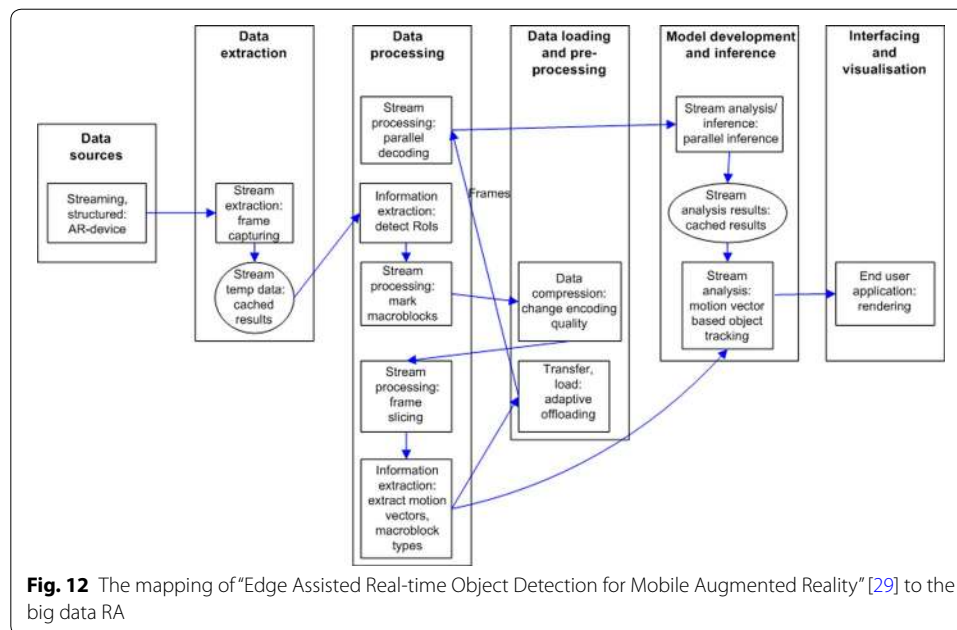 Data
sources
Streaming,
structured:
AR-device
Data
extraction
Stream
extraction:
frame
capturing
Stream
temp data:
cached
results
Data
processing
Stream
processing:
parallel
decoding
Information
extraction:
detect RoIs
Stream
processing:
mark
macroblocks
Stream
processing:
frame
slicing
Information
extraction:
extract motion
vectors,
macroblock
types
Frames
Data loading
and pre-
processing
Data
compression:
change encoding
quality
Transfer,
load:
adaptive
offloading
Model development
and inference
Stream analysis/
inference:
parallel inference
Stream
analysis results:
cached results
Stream
analysis:
motion vector
based object
tracking
Interfacing
and
visualisation
End user
application:
rendering
Fig. 12 The mapping of "Edge Assisted Real-time Object Detection for Mobile Augmented Reality" [29] to the
big data RA